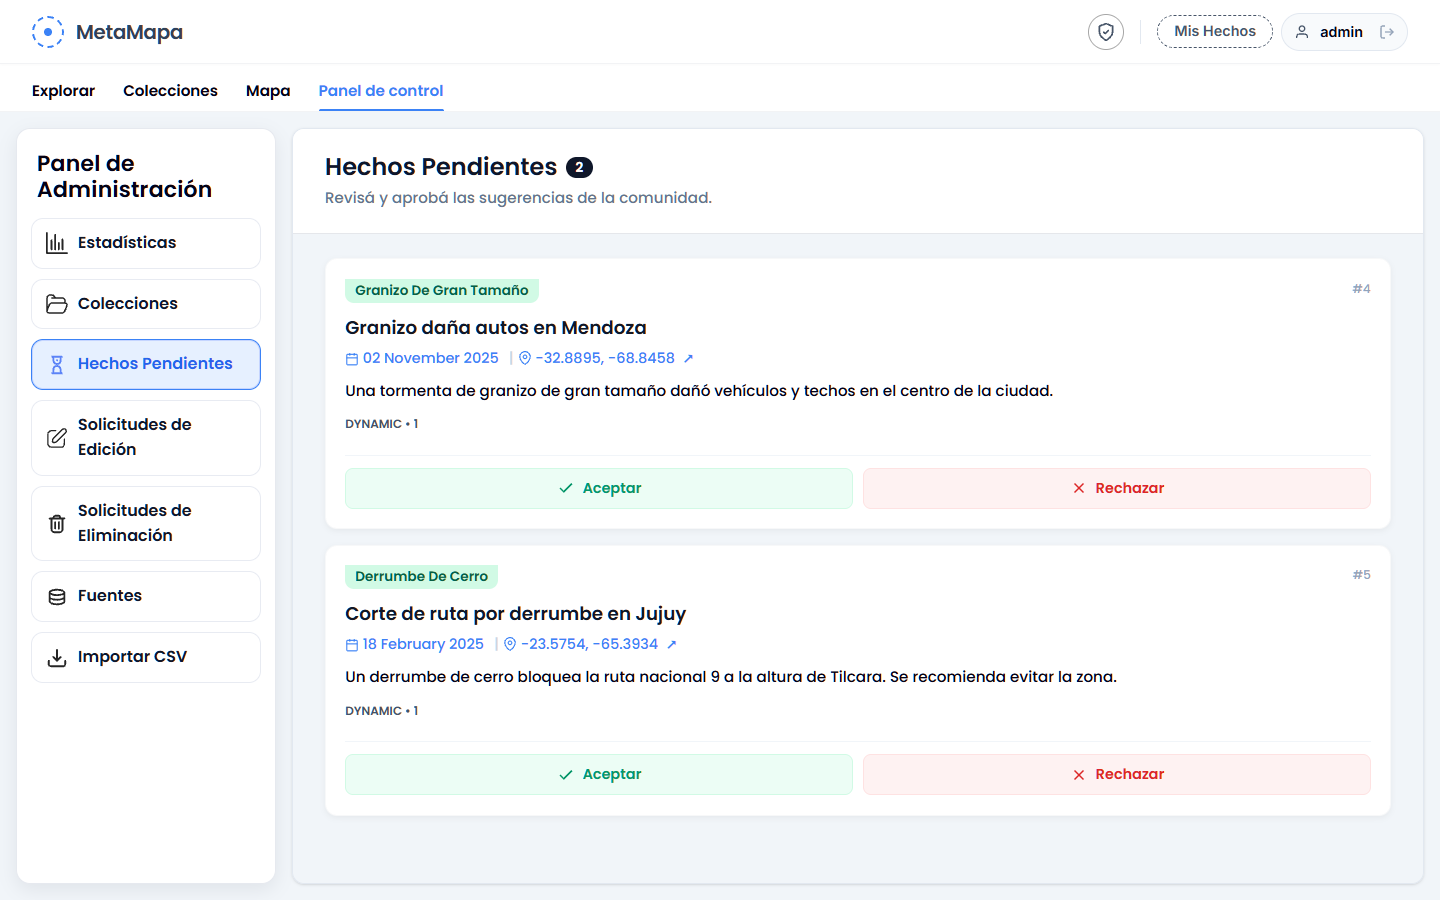 MetaMapa
Mis Hechos
admin
Explorar
Colecciones
Mapa
Panel de control
Panel de
Administración
Estadísticas
Colecciones
Hechos Pendientes
Solicitudes de
Edición
Solicitudes de
Eliminación
Fuentes
Importar CSV
Hechos Pendientes 2
Revisá y aprobá las sugerencias de la comunidad.
Granizo De Gran Tamaño
#4
Granizo daña autos en Mendoza
02 November 2025 | -32.8895, -68.8458 ↗
Una tormenta de granizo de gran tamaño dañó vehículos y techos en el centro de la ciudad.
DYNAMIC • 1
Aceptar
Rechazar
Derrumbe De Cerro
#5
Corte de ruta por derrumbe en Jujuy
18 February 2025 | -23.5754, -65.3934 ↗
Un derrumbe de cerro bloquea la ruta nacional 9 a la altura de Tilcara. Se recomienda evitar la zona.
DYNAMIC • 1
Aceptar
Rechazar